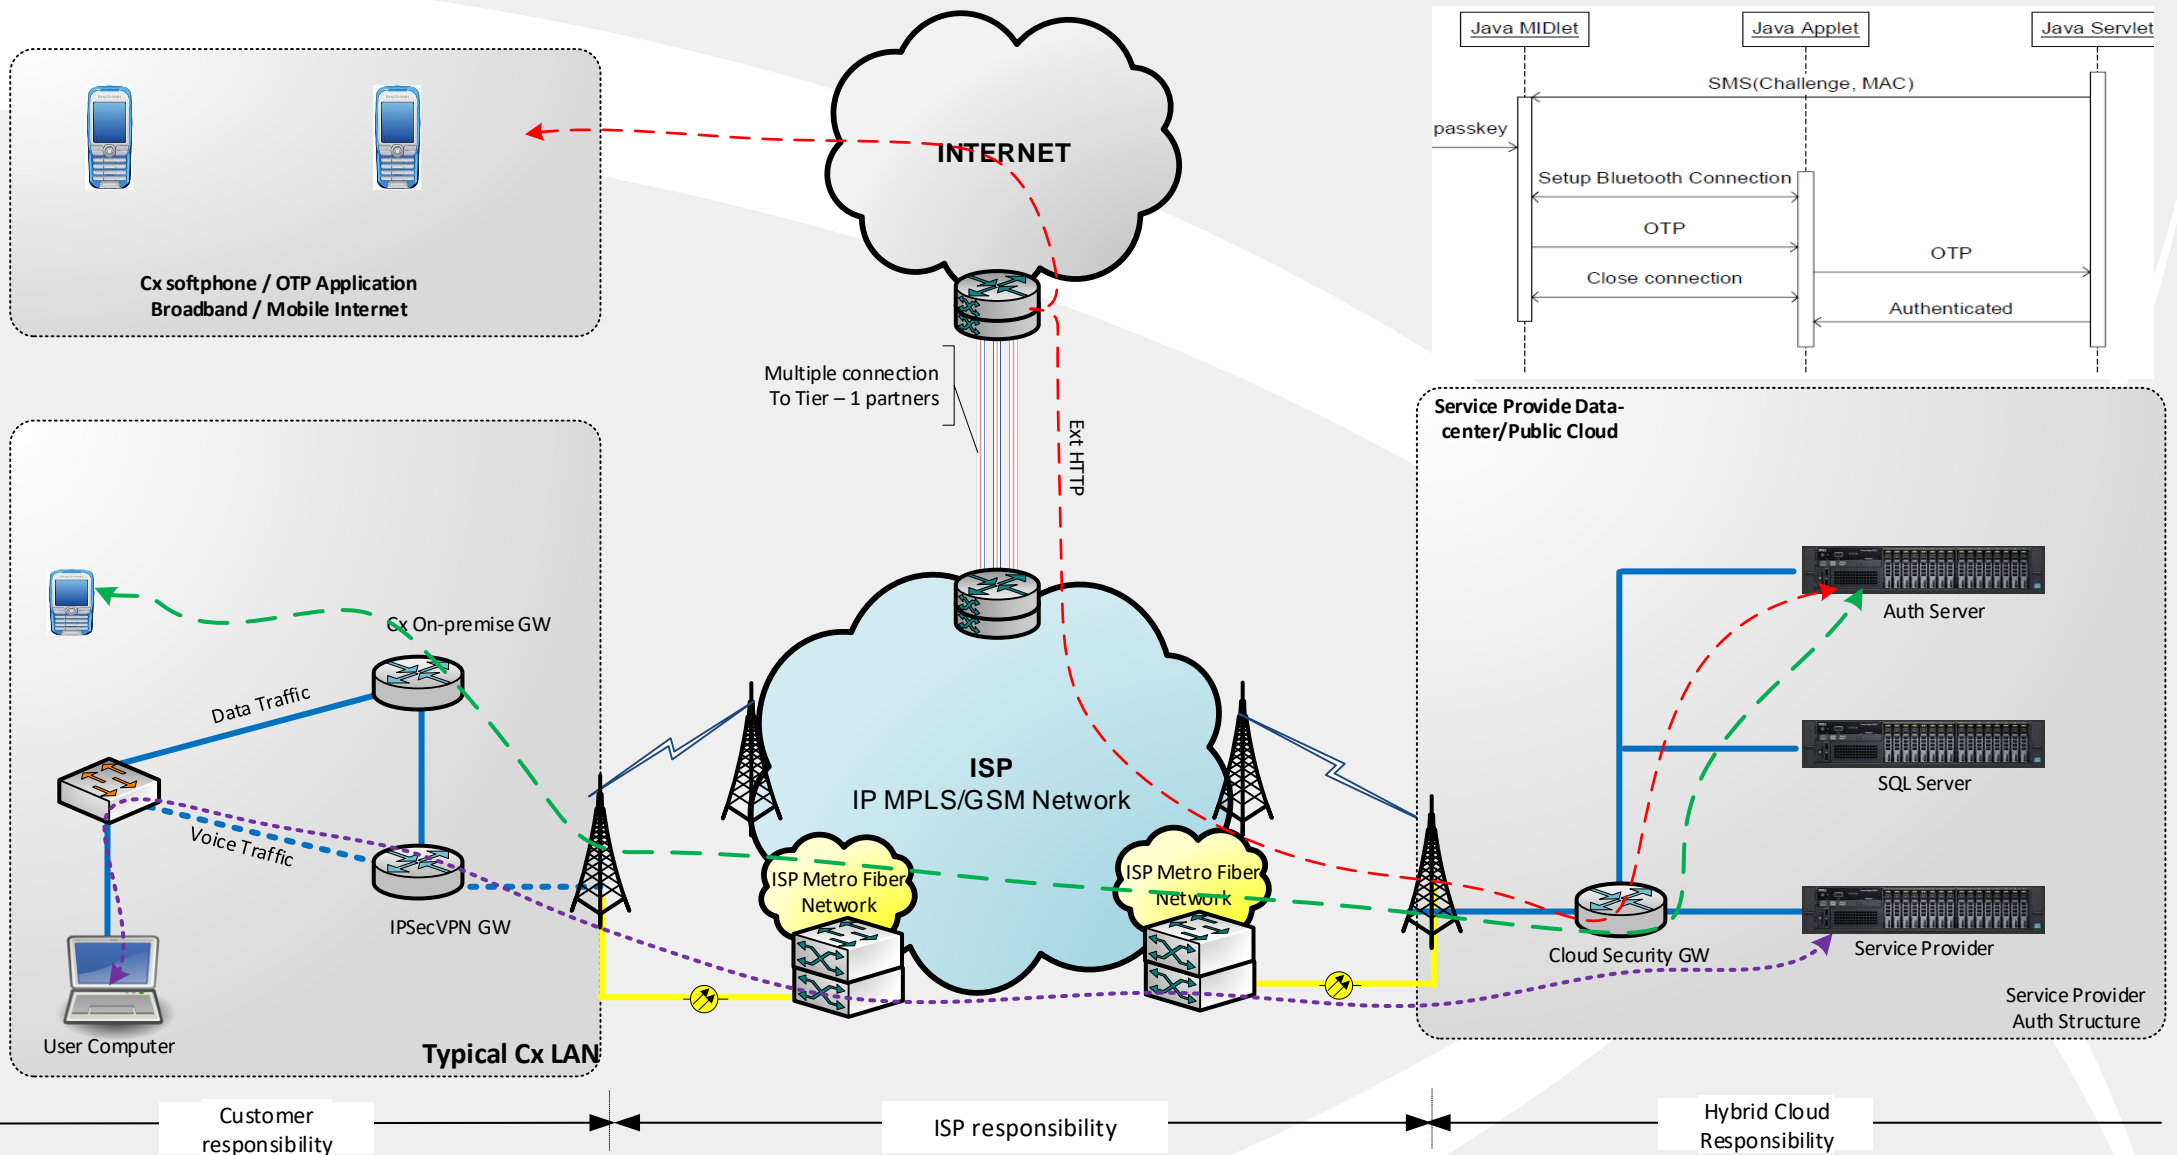 Java MIDlet
Java Applet
Java Servlet
SMS(Challenge, MAC)
passkey
Setup Bluetooth Connection
OTP
OTP
Close connection
Authenticated
INTERNET
Cx softphone / OTP Application
Broadband / Mobile Internet
Multiple connection
To Tier – 1 partners
Ext HTTP
Service Provide Data-
center/Public Cloud
Auth Server
SQL Server
Service Provider
Cloud Security GW
Service Provider
Auth Structure
Cx On-premise GW
Data Traffic
Voice Traffic
IPSecVPN GW
User Computer
Typical Cx LAN
ISP
IP MPLS/GSM Network
ISP Metro Fiber
Network
ISP Metro Fiber
Network
Customer
responsibility
ISP responsibility
Hybrid Cloud
Responsibility